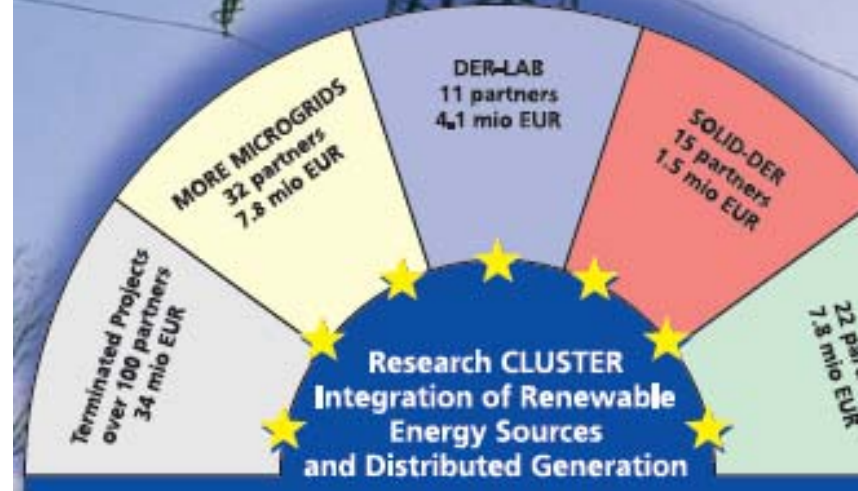 Terminated Projects
over 100 partners
34 mio EUR
MORE MICROGRIDS
32 partners
7.8 mio EUR
DER-LAB
11 partners
4.1 mio EUR
SOLID-DER
15 partners
1.5 mio EUR
22
7.8 mio EUR
Research CLUSTER
Integration of Renewable
Energy Sources
and Distributed Generation